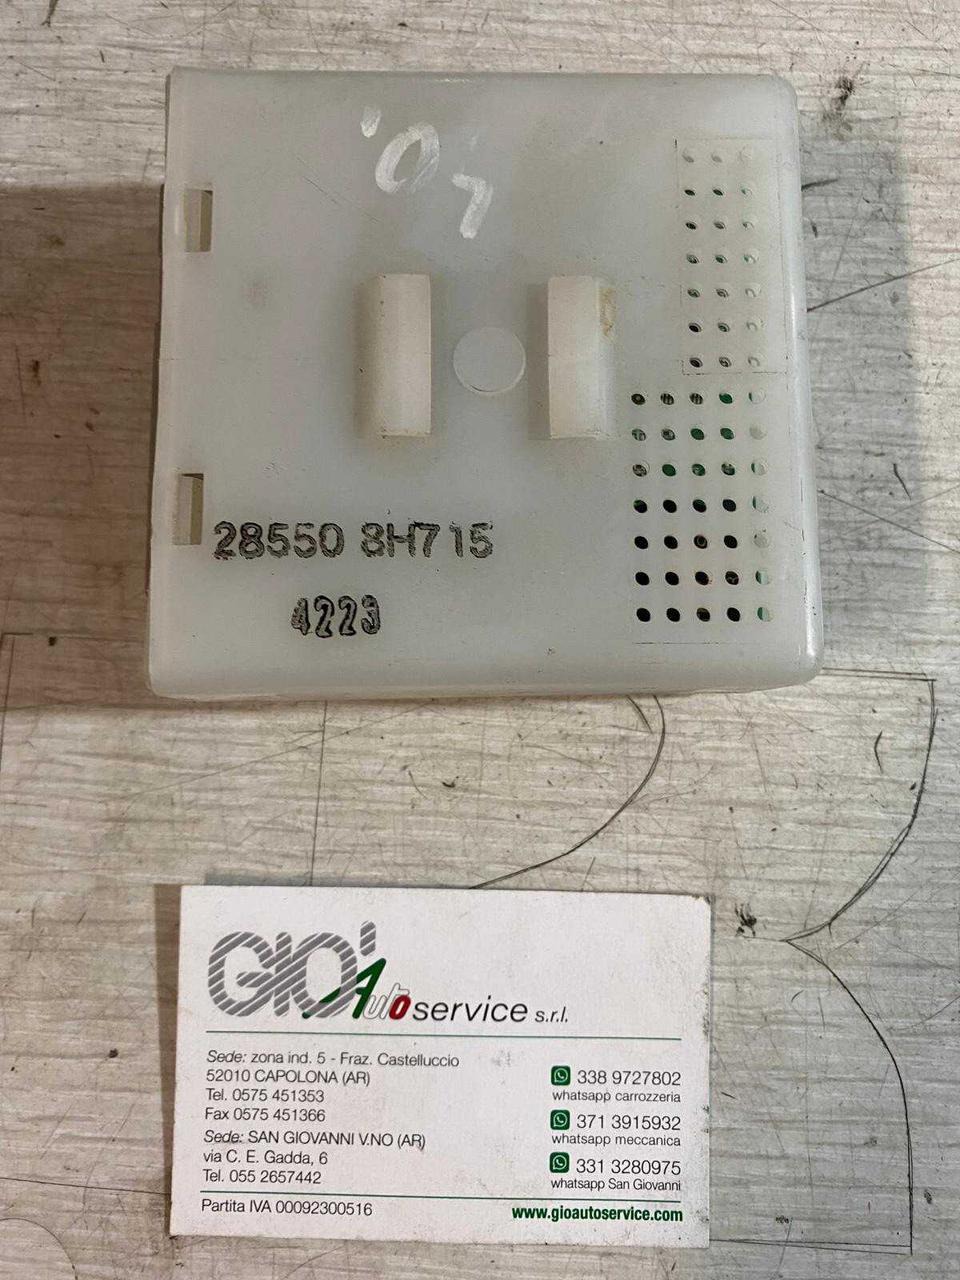 '07
28550 8H715
4223
GIO' Auto service s.r.l.
Sede: zona ind. 5 - Fraz. Castelluccio
52010 CAPOLONA (AR)
Tel. 0575 451353
Fax 0575 451366
Sede: SAN GIOVANNI V.NO (AR)
via C. E. Gadda, 6
Tel. 055 2657442
338 9727802
whatsapp carrozzeria
371 3915932
whatsapp meccanica
331 3280975
whatsapp San Giovanni
Partita IVA 00092300516
www.gioautoservice.com